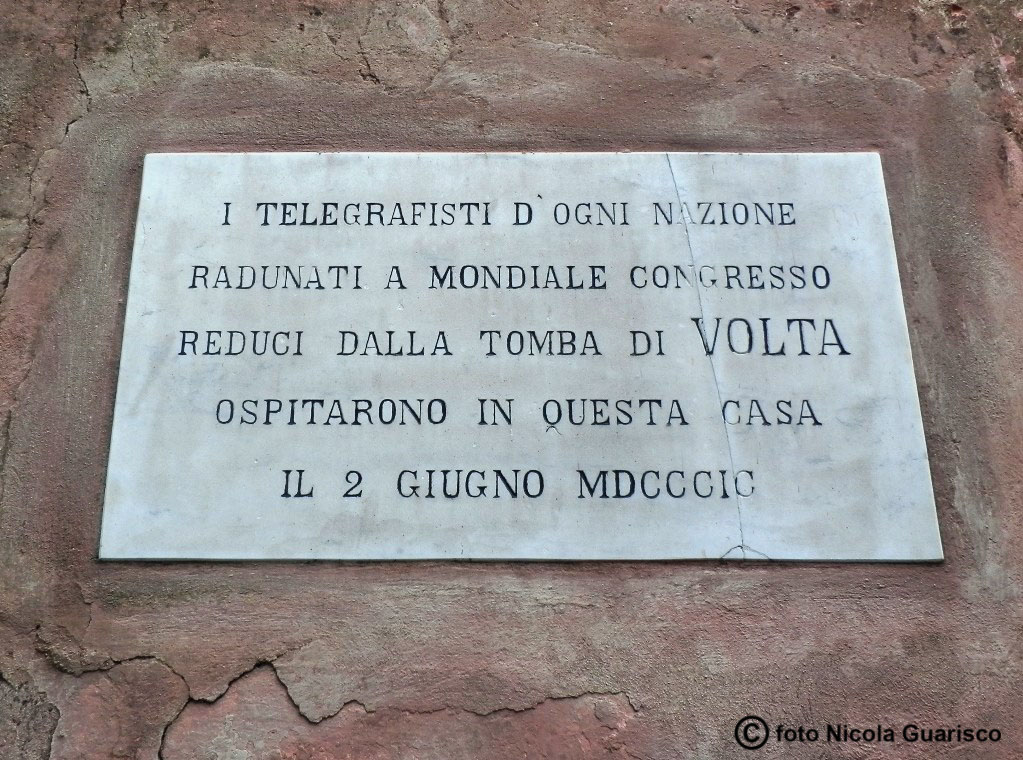 I TELEGRAFISTI D'OGNI NAZIONE
RADUNATI A MONDIALE CONGRESSO
REDUCI DALLA TOMBA DI VOLTA
OSPITARONO IN QUESTA CASA
IL 2 GIUGNO MDCCCIC
© foto Nicola Guarisco